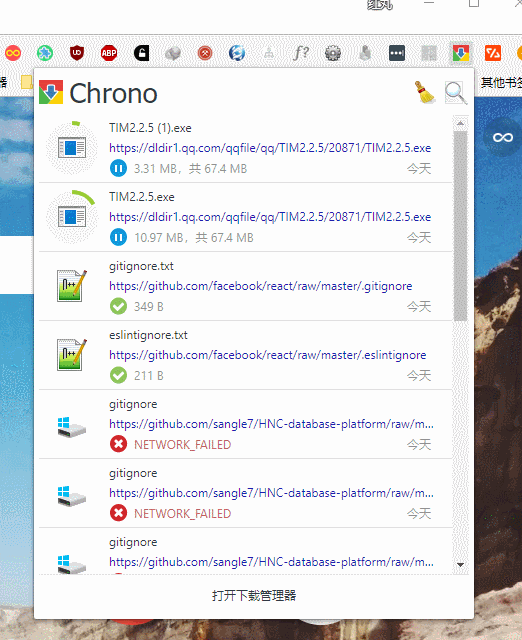 红丸
ABP
f?
器
其他书签
Chrono
TIM2.2.5 (1).exe
https://dldir1.qq.com/qqfile/qq/TIM2.2.5/20871/TIM2.2.5.exe
3.31 MB，共 67.4 MB
今天
TIM2.2.5.exe
https://dldir1.qq.com/qqfile/qq/TIM2.2.5/20871/TIM2.2.5.exe
10.97 MB，共 67.4 MB
今天
gitignore.txt
https://github.com/facebook/react/raw/master/.gitignore
349 B
今天
eslintignore.txt
https://github.com/facebook/react/raw/master/.eslintignore
211 B
今天
gitignore
https://github.com/sangle7/HNC-database-platform/raw/m...
NETWORK_FAILED
今天
gitignore
https://github.com/sangle7/HNC-database-platform/raw/m...
NETWORK_FAILED
今天
gitignore
https://github.com/sangle7/HNC-database-platform/raw/m...
打开下载管理器